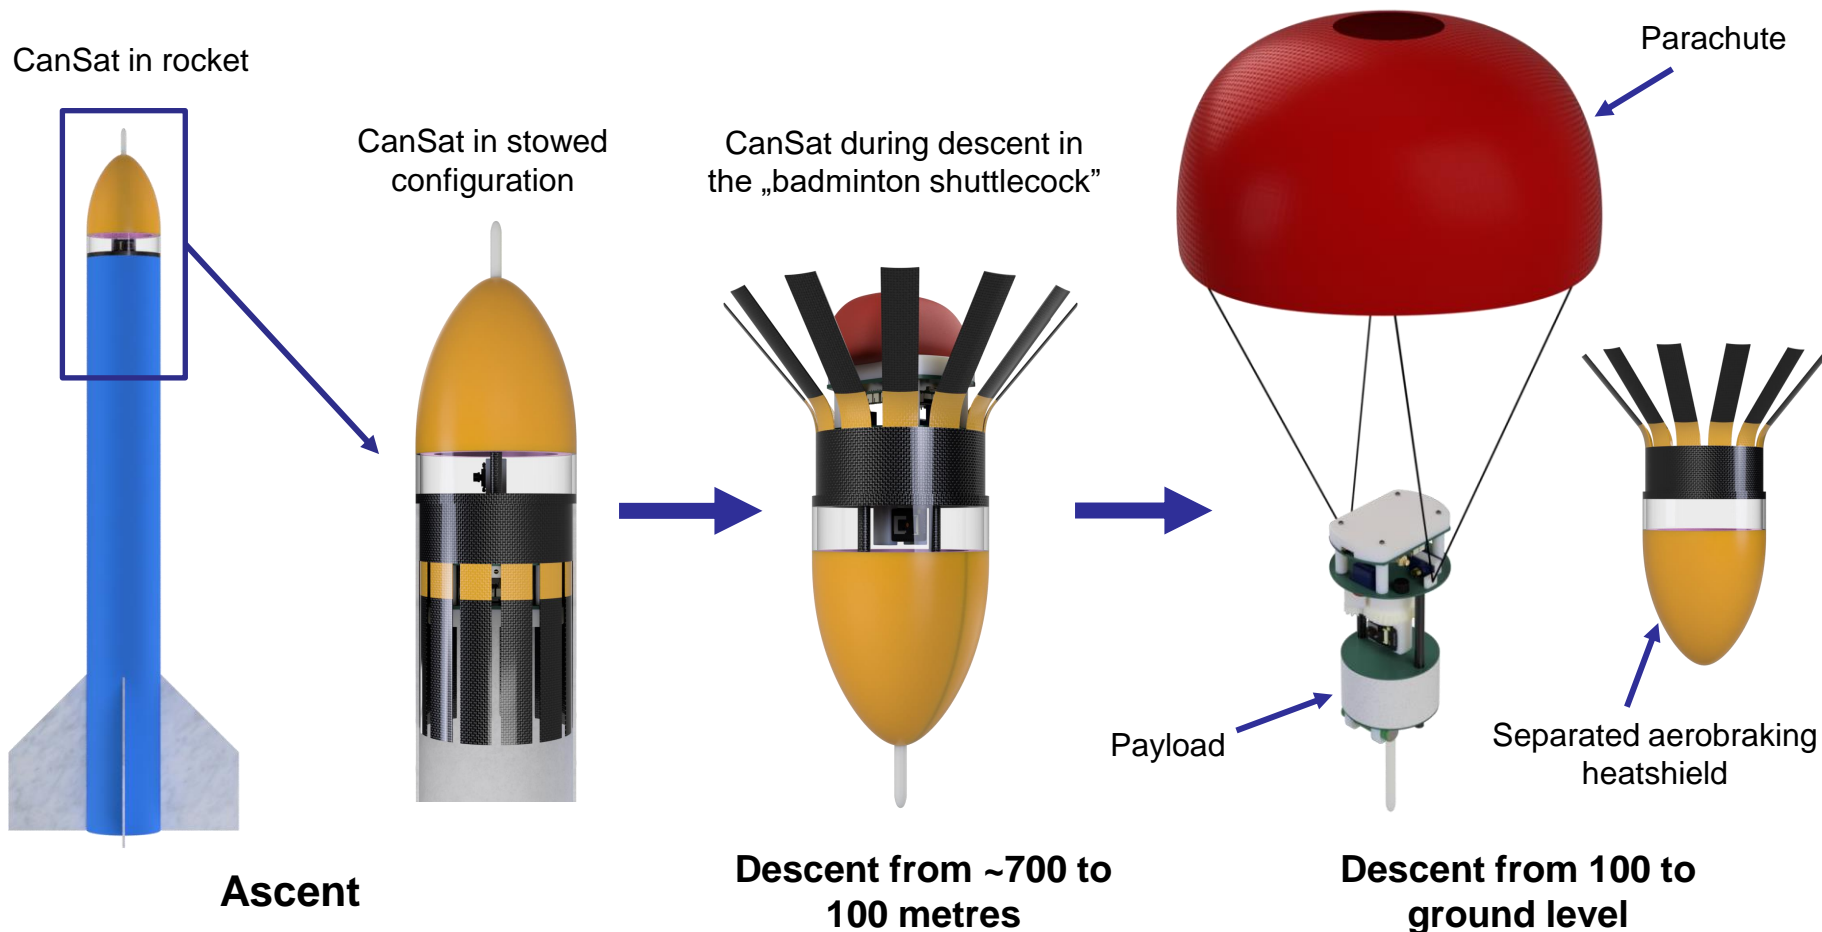 CanSat in rocket
CanSat in stowed
configuration
CanSat during descent in
the „badminton shuttlecock”
Parachute
Payload
Separated aerobraking
heatshield
Ascent
Descent from ~700 to
100 metres
Descent from 100 to
ground level